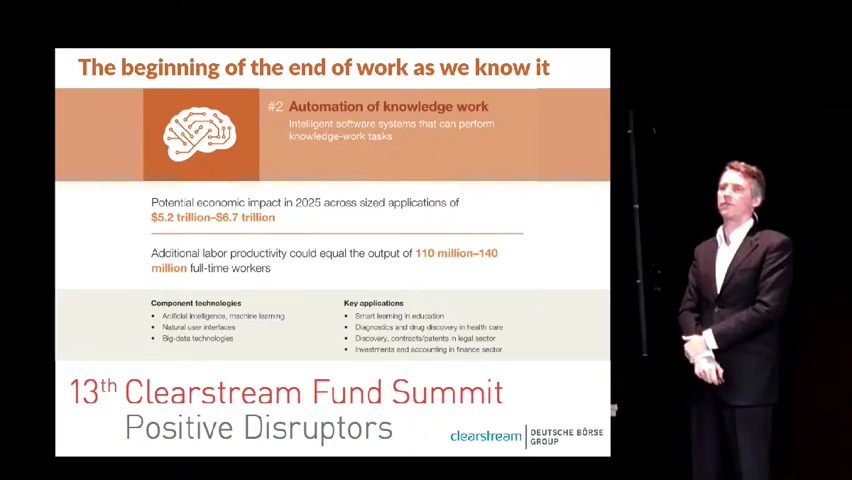 The beginning of the end of work as we know it
#2 Automation of knowledge work
Intelligent software systems that can perform
knowledge-work tasks
Potential economic impact in 2025 across sized applications of
$5.2 trillion–$6.7 trillion
Additional labor productivity could equal the output of 110 million–140
million full-time workers
Component technologies
• Artificial intelligence, machine learning
• Natural user interfaces
• Big-data technologies
Key applications
• Smart learning in education
• Diagnostics and drug discovery in health care
• Discovery, contracts/patents in legal sector
• Investments and accounting in finance sector
13th Clearstream Fund Summit
Positive Disruptors
clearstream | DEUTSCHE BÖRSE
GROUP